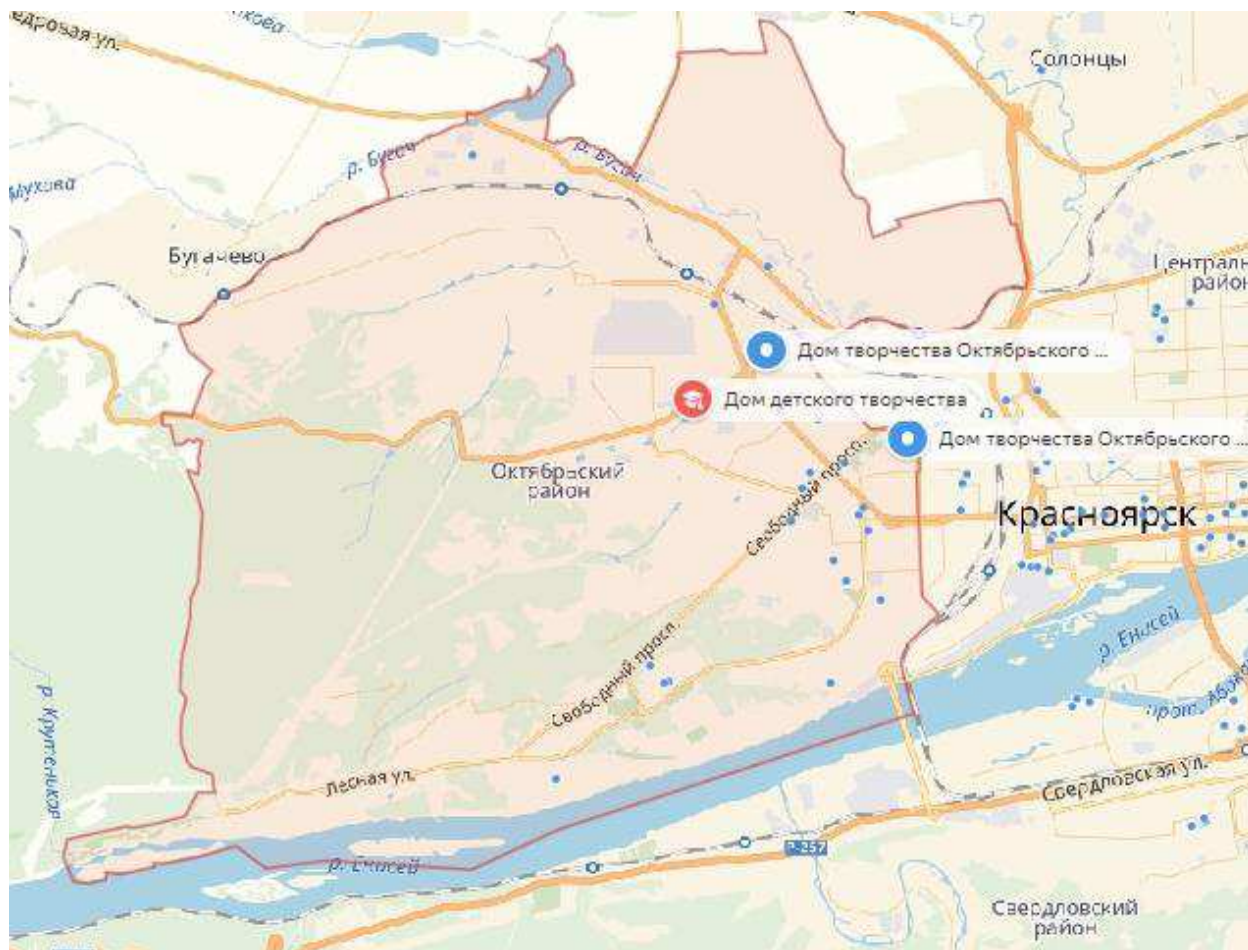 Солонцы
р. Бугач
р. Бугач
Мухова
Бугачево
район
Дом творчества Октябрьского ...
Дом детского творчества
Дом творчества Октябрьского ...
Октябрьский
район
Свободный просп.
Красноярск
р. Енисей
Свободный просп.
Лесная ул.
Свердловская ул.
Р-257
р. Енисей
Свердловский
район